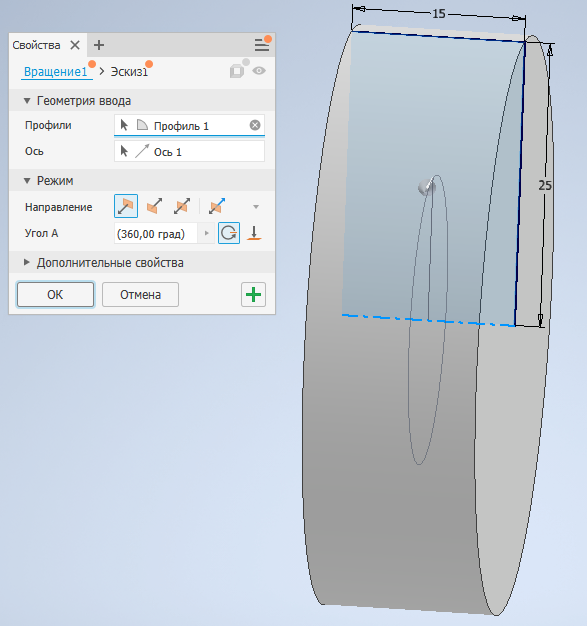 Свойства
Вращение1 > Эскиз1
Геометрия ввода
Профили Профиль 1
Ось Ось 1
Режим
Направление
Угол А (360,00 град)
Дополнительные свойства
ОК Отмена
15
25